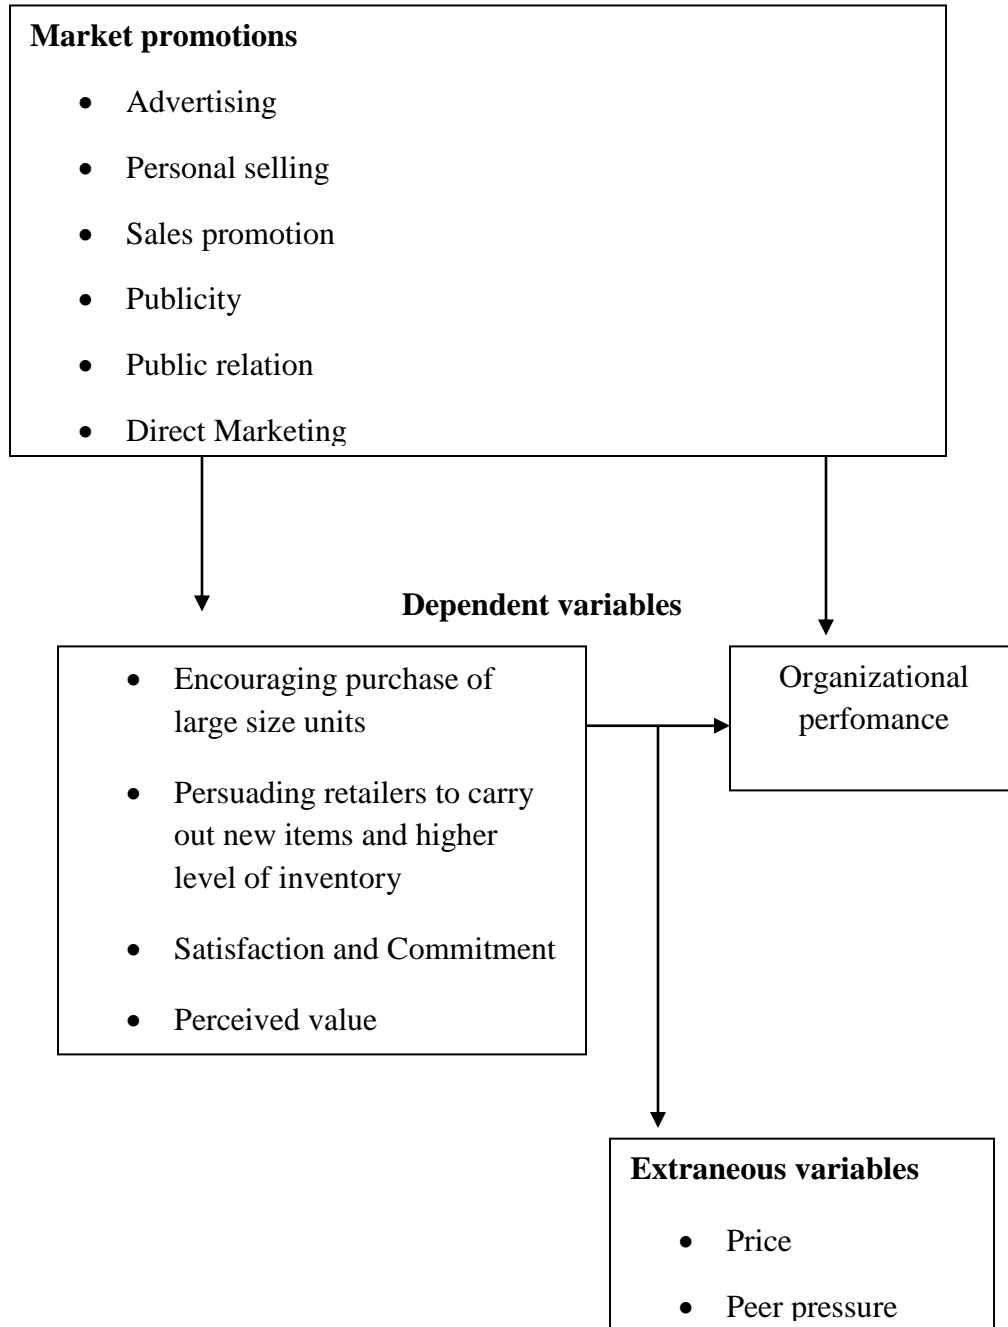 Market promotions
• Advertising
• Personal selling
• Sales promotion
• Publicity
• Public relation
• Direct Marketing
Dependent variables
• Encouraging purchase of
large size units
• Persuading retailers to carry
out new items and higher
level of inventory
• Satisfaction and Commitment
• Perceived value
Organizational
perfomance
Extraneous variables
• Price
• Peer pressure